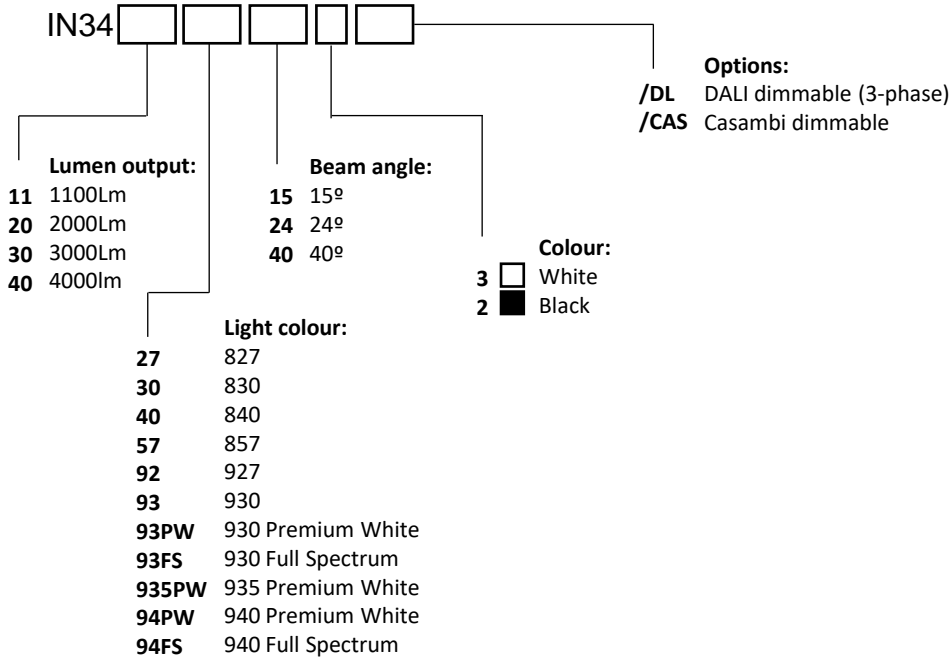 IN34
Options:
/DL DALI dimmable (3-phase)
/CAS Casambi dimmable
Lumen output:
11 1100Lm
20 2000Lm
30 3000Lm
40 4000lm
Beam angle:
15 15º
24 24º
40 40º
Colour:
3 White
2 Black
Light colour:
27 827
30 830
40 840
57 857
92 927
93 930
93PW 930 Premium White
93FS 930 Full Spectrum
935PW 935 Premium White
94PW 940 Premium White
94FS 940 Full Spectrum